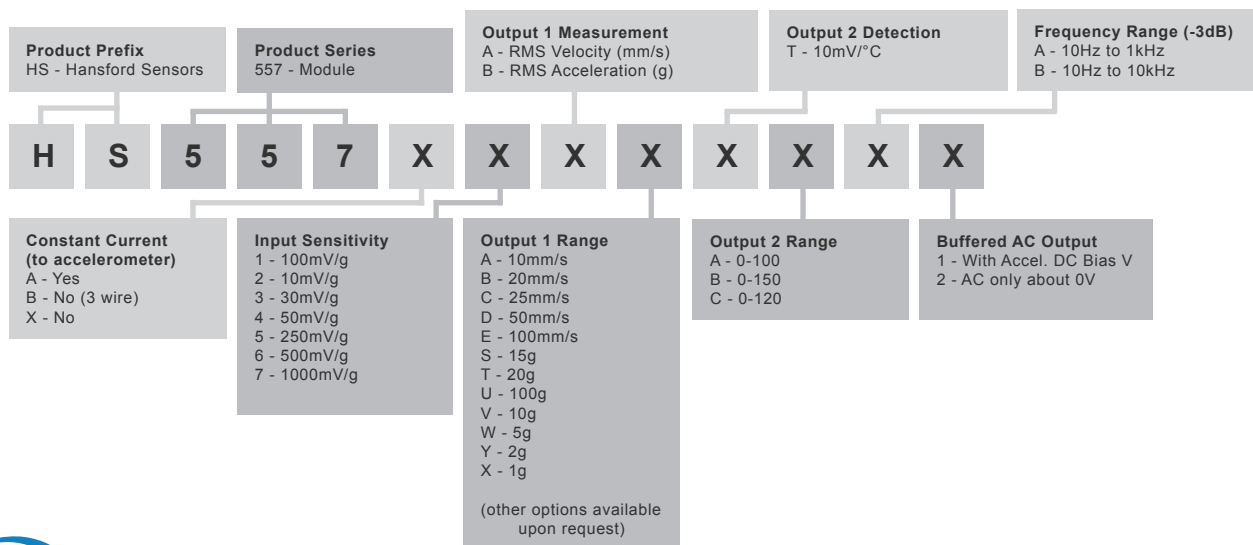 Product Prefix
HS - Hansford Sensors
Product Series
557 - Module
Output 1 Measurement
A - RMS Velocity (mm/s)
B - RMS Acceleration (g)
Output 2 Detection
T - 10mV/°C
Frequency Range (-3dB)
A - 10Hz to 1kHz
B - 10Hz to 10kHz
H S 5 5 7 X X X X X X X X
Constant Current
(to accelerometer)
A - Yes
B - No (3 wire)
X - No
Input Sensitivity
1 - 100mV/g
2 - 10mV/g
3 - 30mV/g
4 - 50mV/g
5 - 250mV/g
6 - 500mV/g
7 - 1000mV/g
Output 1 Range
A - 10mm/s
B - 20mm/s
C - 25mm/s
D - 50mm/s
E - 100mm/s
S - 15g
T - 20g
U - 100g
V - 10g
W - 5g
Y - 2g
X - 1g
(other options available
upon request)
Output 2 Range
A - 0-100
B - 0-150
C - 0-120
Buffered AC Output
1 - With Accel. DC Bias V
2 - AC only about 0V